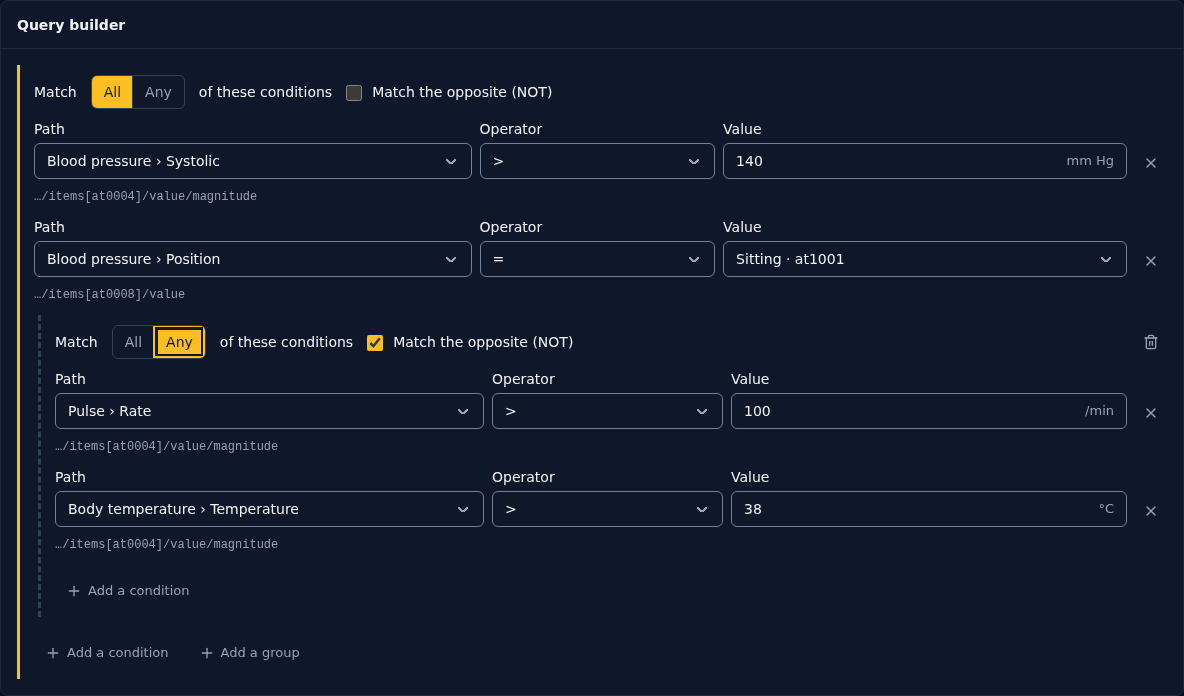 Query builder
Match All Any of these conditions Match the opposite (NOT)
Path Operator Value
Blood pressure › Systolic > 140 mm Hg
…/items[at0004]/value/magnitude
Path Operator Value
Blood pressure › Position = Sitting · at1001
…/items[at0008]/value
Match All Any of these conditions Match the opposite (NOT)
Path Operator Value
Pulse › Rate > 100 /min
…/items[at0004]/value/magnitude
Path Operator Value
Body temperature › Temperature > 38 °C
…/items[at0004]/value/magnitude
Add a condition
Add a condition Add a group